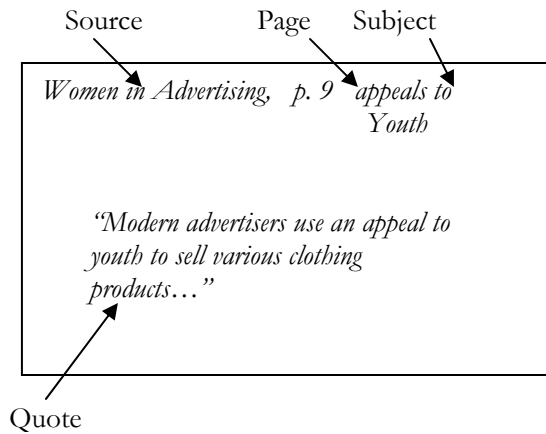 Source Page Subject
Women in Advertising, p. 9 appeals to
Youth
“Modern advertisers use an appeal to
youth to sell various clothing
products…”
Quote